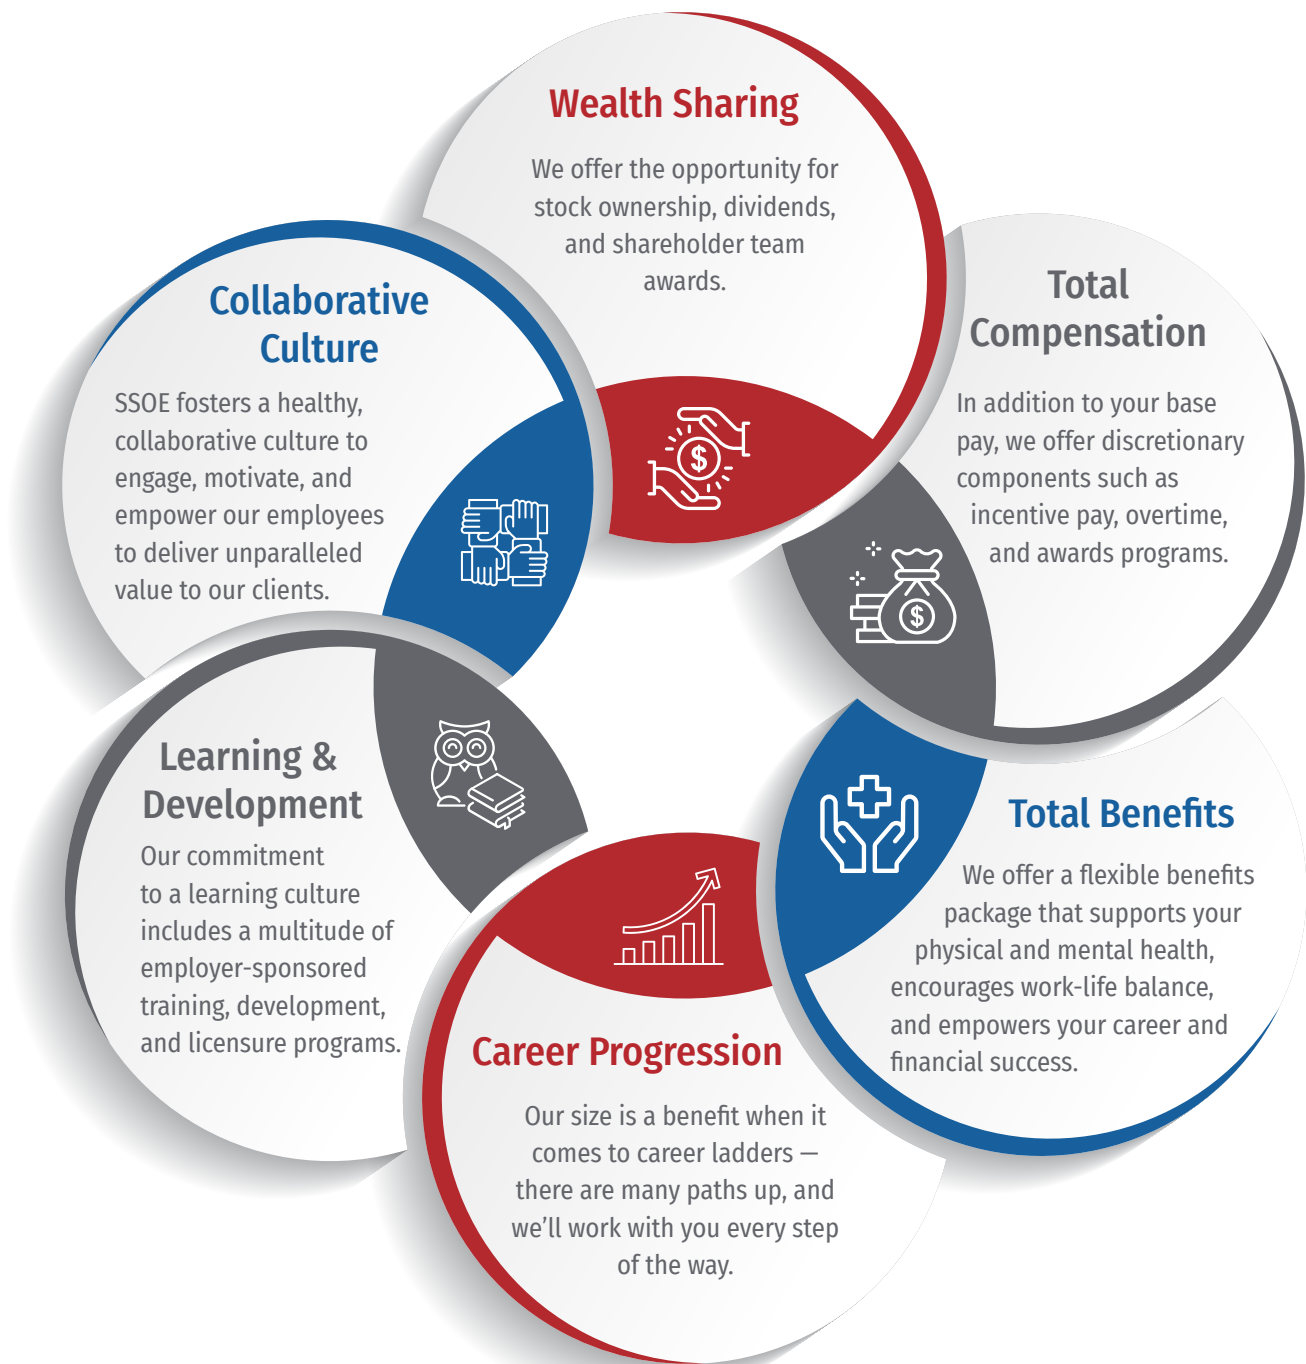 Wealth Sharing
We offer the opportunity for
stock ownership, dividends,
and shareholder team
awards.
Total
Compensation
In addition to your base
pay, we offer discretionary
components such as
incentive pay, overtime,
and awards programs.
Total Benefits
We offer a flexible benefits
package that supports your
physical and mental health,
encourages work-life balance,
and empowers your career and
financial success.
Career Progression
Our size is a benefit when it
comes to career ladders —
there are many paths up, and
we’ll work with you every step
of the way.
Learning &
Development
Our commitment
to a learning culture
includes a multitude of
employer-sponsored
training, development,
and licensure programs.
Collaborative
Culture
SSOE fosters a healthy,
collaborative culture to
engage, motivate, and
empower our employees
to deliver unparalleled
value to our clients.
$
$